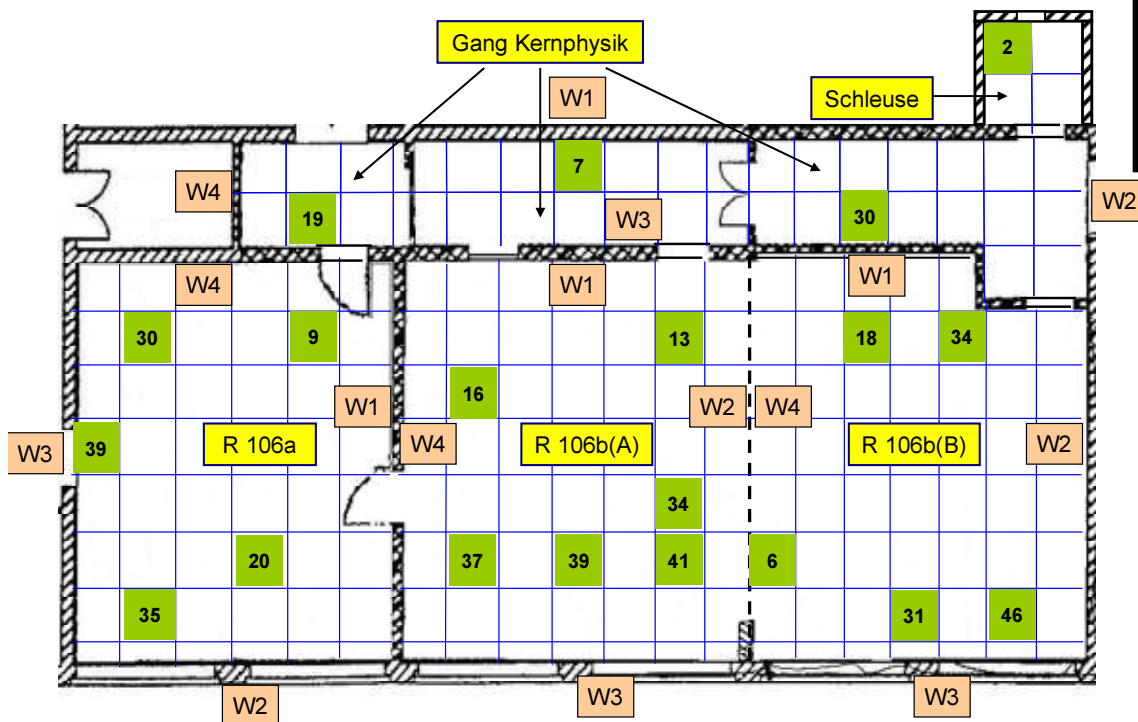 2
Gang Kernphysik
W1
Schleuse
7
W4
W2
19
W3
30
W4
W1
W1
30
9
13
18
34
16
W1
W2
W4
39
W3
R 106a
W4
R 106b(A)
R 106b(B)
W2
34
20
37
39
41
6
35
31
46
W2
W3
W3